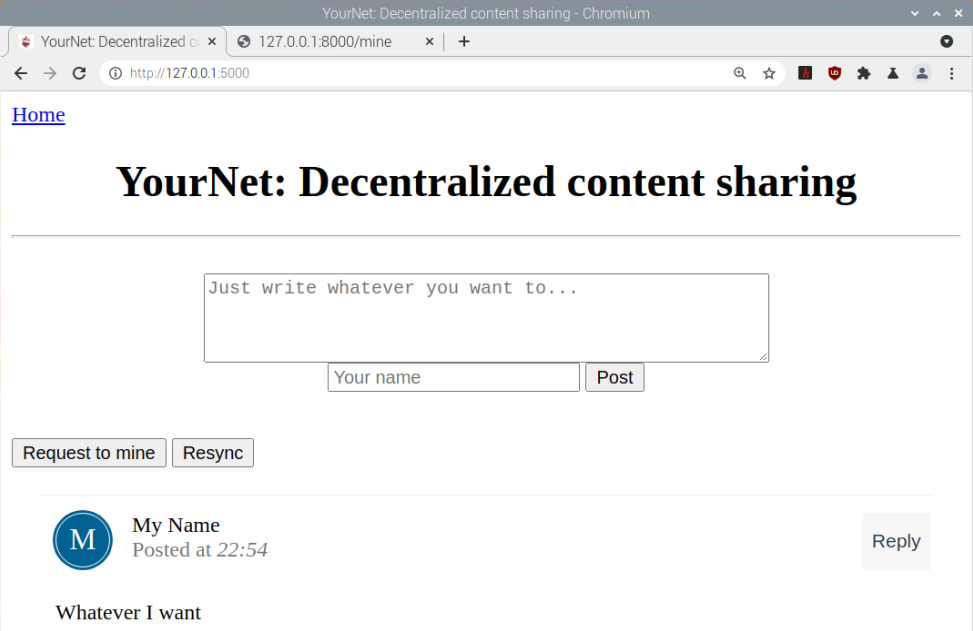 YourNet: Decentralized content sharing - Chromium
YourNet: Decentralized c
127.0.0.1:8000/mine
http://127.0.0.1:5000
Home
YourNet: Decentralized content sharing
Just write whatever you want to...
Your name Post
Request to mine Resync
M
My Name
Posted at 22:54
Reply
Whatever I want